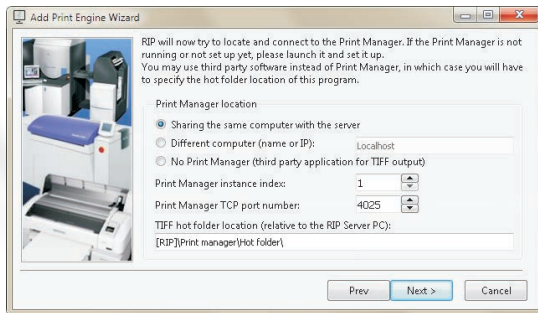 Add Print Engine Wizard
RIP will now try to locate and connect to the Print Manager. If the Print Manager is not
running or not set up yet, please launch it and set it up.
You may use third party software instead of Print Manager, in which case you will have
to specify the hot folder location of this program.
Print Manager location
Sharing the same computer with the server
Different computer (name or IP): Localhost
No Print Manager (third party application for TIFF output)
Print Manager instance index: 1
Print Manager TCP port number: 4025
TIFF hot folder location (relative to the RIP Server PC):
[RIP]\Print manager\Hot folder\
Prev Next > Cancel